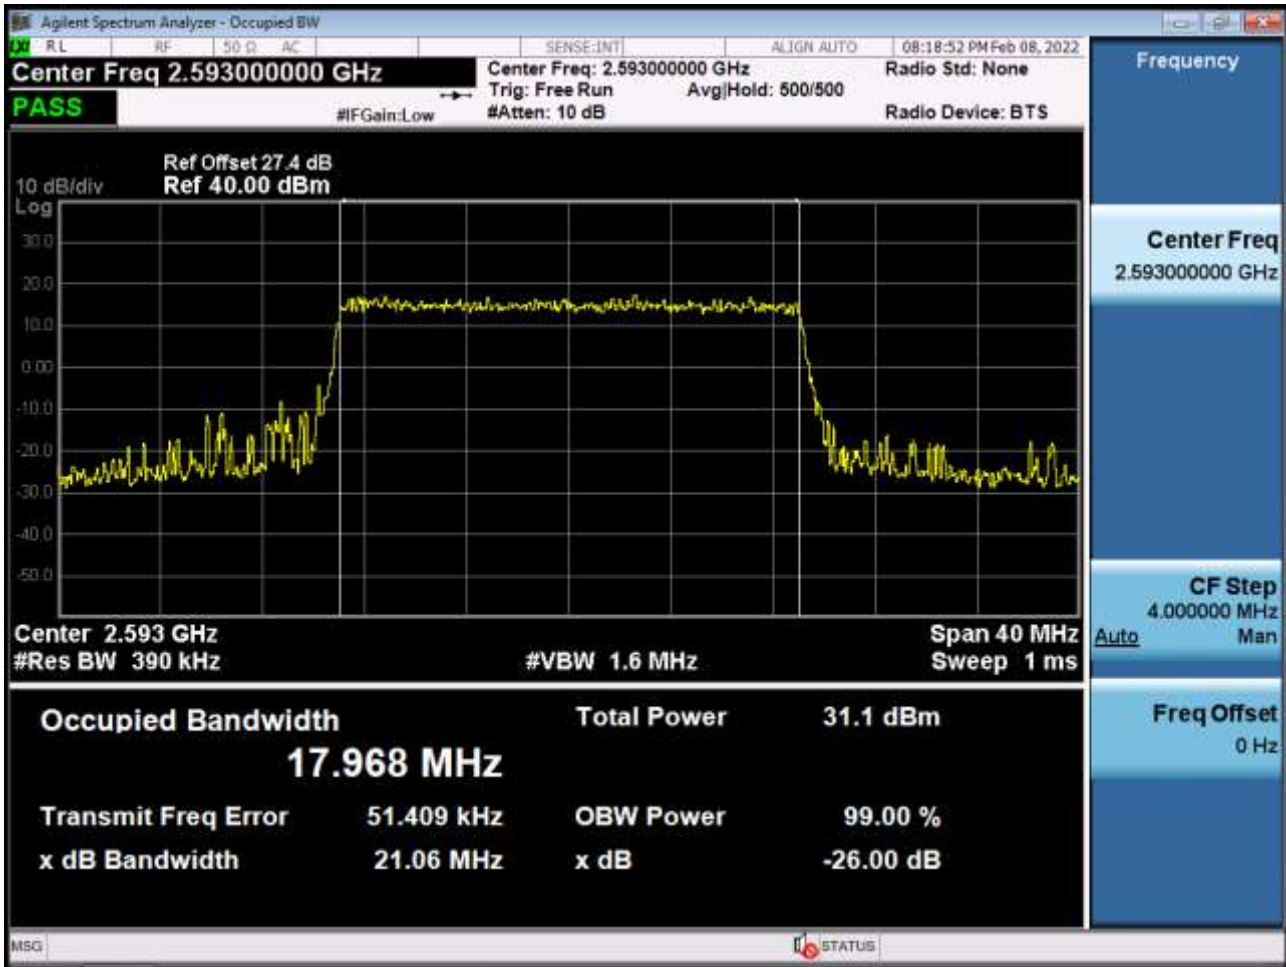 Agilent Spectrum Analyzer - Occupied BW
RL RF 50 Ω AC SENSE:INT ALIGN AUTO 08:18:52 PM Feb 08, 2022
Center Freq 2.593000000 GHz
PASS
#IFGain:Low
Center Freq: 2.593000000 GHz
Trig: Free Run Avg|Hold: 500/500
#Atten: 10 dB
Radio Std: None
Radio Device: BTS
Ref Offset 27.4 dB
10 dB/div Ref 40.00 dBm
Log
30.0
20.0
10.0
0.00
-10.0
-20.0
-30.0
-40.0
-50.0
Center 2.593 GHz Span 40 MHz
#Res BW 390 kHz #VBW 1.6 MHz Sweep 1 ms
Occupied Bandwidth Total Power 31.1 dBm
17.968 MHz
Transmit Freq Error 51.409 kHz OBW Power 99.00 %
x dB Bandwidth 21.06 MHz x dB -26.00 dB
Frequency
Center Freq
2.593000000 GHz
CF Step
4.000000 MHz
Auto Man
Freq Offset
0 Hz
MSG STATUS